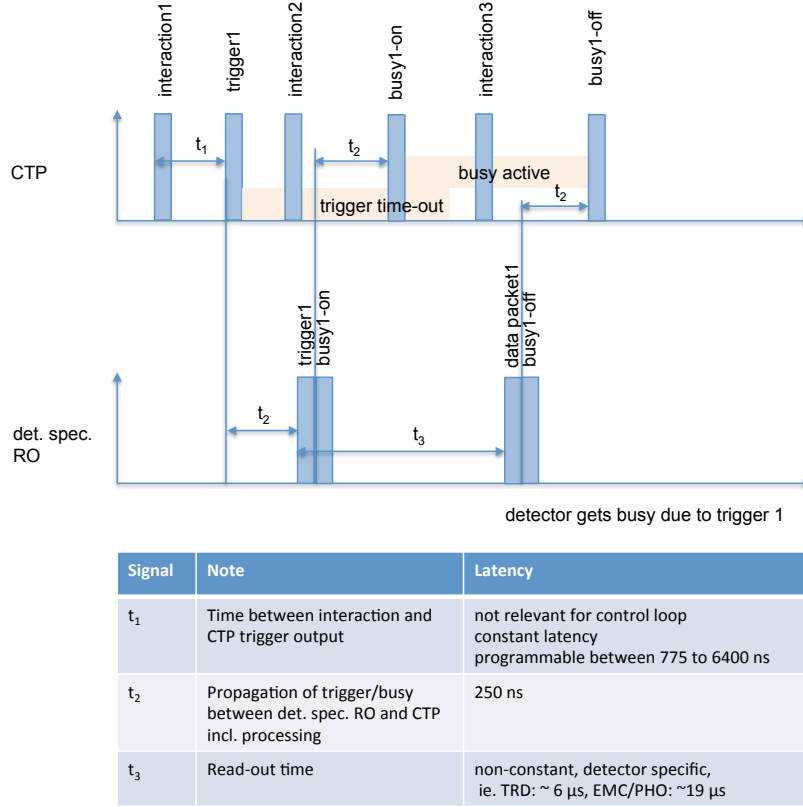 interaction1
trigger1
interaction2
busy1-on
interaction3
busy1-off
CTP
t1
t2
busy active
trigger time-out
t2
trigger1
busy1-on
data packet1
busy1-off
det. spec.
RO
t2
t3
detector gets busy due to trigger 1
Signal Note Latency
t1 Time between interaction and not relevant for control loop
CTP trigger output constant latency
programmable between 775 to 6400 ns
t2 Propagation of trigger/busy 250 ns
between det. spec. RO and CTP
incl. processing
t3 Read-out time non-constant, detector specific,
ie. TRD: ~ 6 µs, EMC/PHO: ~19 µs